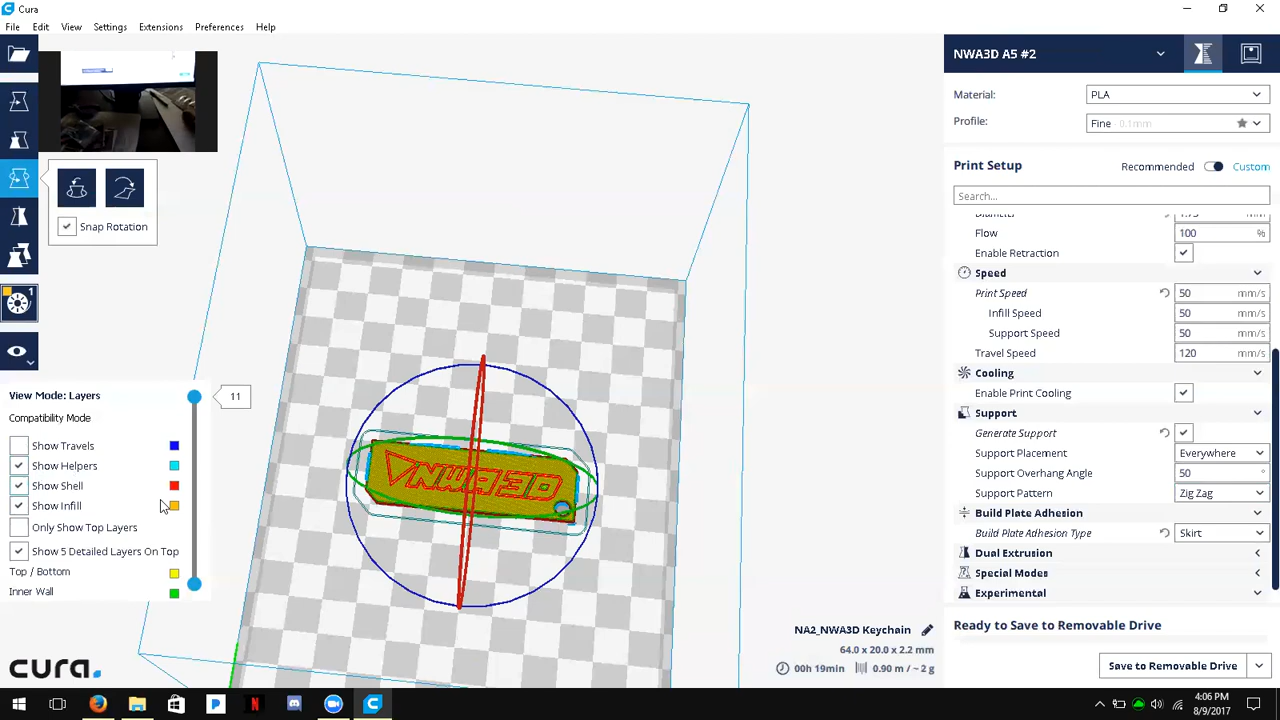 Cura
File Edit View Settings Extensions Preferences Help
NWA3D A5 #2
Material: PLA
Profile: Fine - 0.1mm
Print Setup Recommended Custom
Search...
Snap Rotation
Diameter 1.75 mm
Flow 100 %
Enable Retraction
Speed
Print Speed 50 mm/s
Infill Speed 50 mm/s
Support Speed 50 mm/s
Travel Speed 120 mm/s
Cooling
Enable Print Cooling
Support
Generate Support
Support Placement Everywhere
Support Overhang Angle 50
Support Pattern Zig Zag
Build Plate Adhesion
Build Plate Adhesion Type Skirt
Dual Extrusion
Special Modes
Experimental
1
View Mode: Layers 11
Compatibility Mode
Show Travels
Show Helpers
Show Shell
Show Infill
Only Show Top Layers
Show 5 Detailed Layers On Top
Top / Bottom
Inner Wall
NWA3D
NA2_NWA3D Keychain
64.0 x 20.0 x 2.2 mm
00h 19min 0.90 m / ~ 2 g
Ready to Save to Removable Drive
Save to Removable Drive
cura.
4:06 PM
8/9/2017